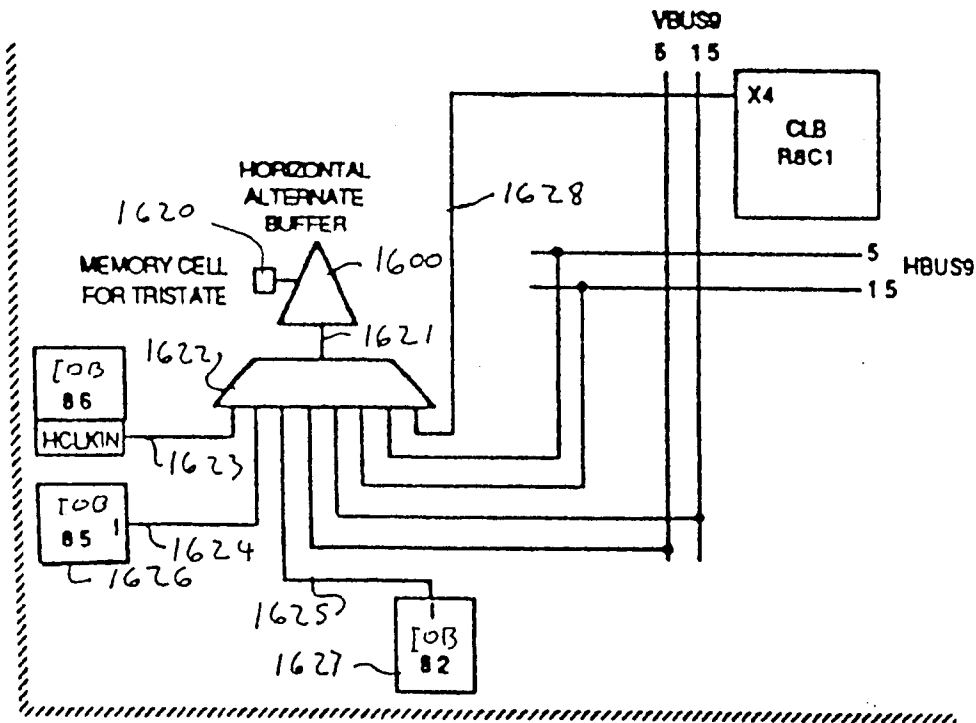 VBUS9
5 15
X4
CLB
R8C1
HORIZONTAL
ALTERNATE
BUFFER
1628
1620
1600
MEMORY CELL
FOR TRISTATE
5
HBUS9
15
1621
1622
IOB
86
HCLKIN
1623
IOB
85 I
1624
1626
1625
I
IOB
82
1627